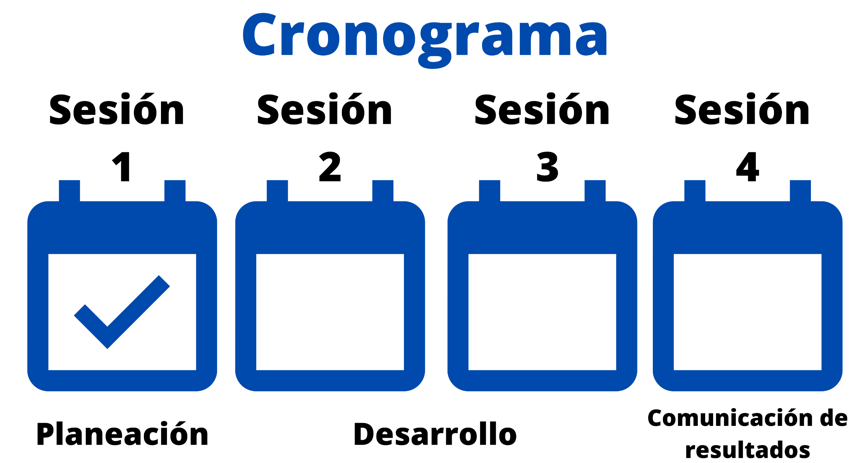 Cronograma
Sesión Sesión Sesión Sesión
1 2 3 4
Planeación Desarrollo Comunicación de
resultados